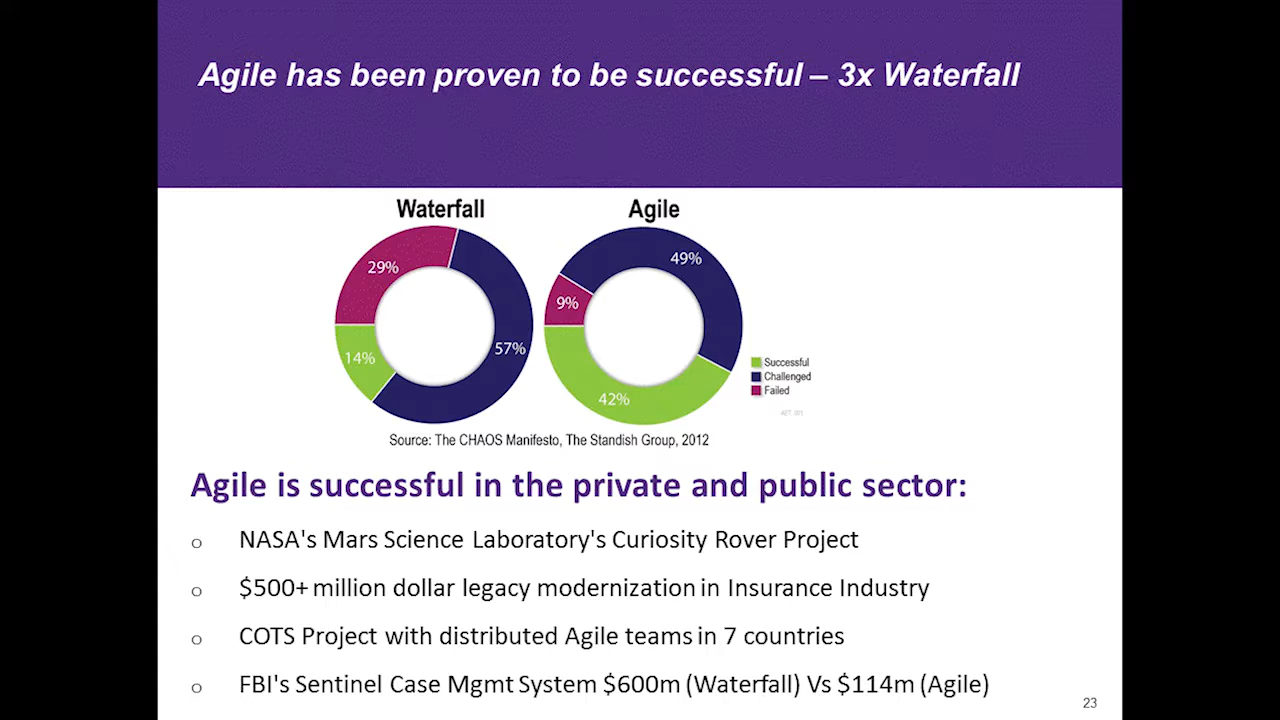 Agile has been proven to be successful – 3x Waterfall
Waterfall
Agile
29%
57%
14%
49%
9%
42%
Successful
Challenged
Failed
Source: The CHAOS Manifesto, The Standish Group, 2012
Agile is successful in the private and public sector:
o NASA's Mars Science Laboratory's Curiosity Rover Project
o $500+ million dollar legacy modernization in Insurance Industry
o COTS Project with distributed Agile teams in 7 countries
o FBI's Sentinel Case Mgmt System $600m (Waterfall) Vs $114m (Agile)
23